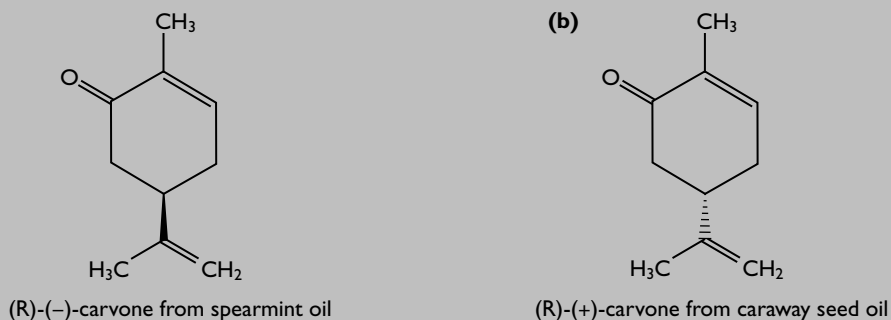 (b)
CH₃ CH₃
O O
H₃C CH₂ H₃C CH₂
(R)-(–)-carvone from spearmint oil (R)-(+)-carvone from caraway seed oil